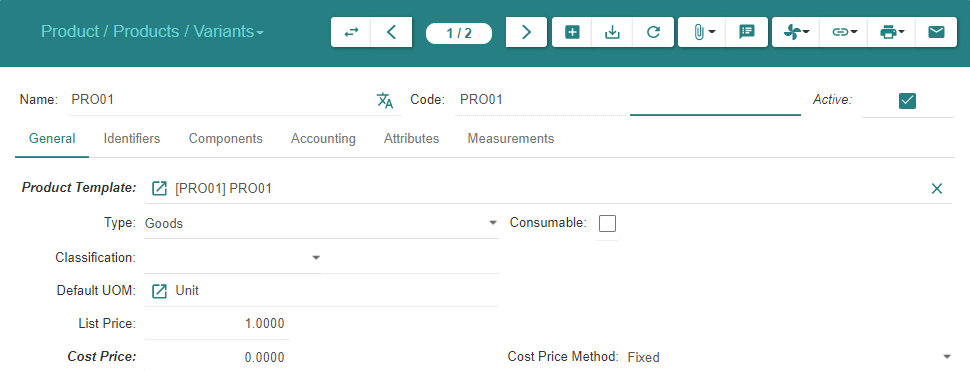 Product / Products / Variants
1 / 2
Name: PRO01 Code: PRO01 Active:
General Identifiers Components Accounting Attributes Measurements
Product Template: [PRO01] PRO01
Type: Goods Consumable:
Classification:
Default UOM: Unit
List Price: 1.0000
Cost Price: 0.0000 Cost Price Method: Fixed